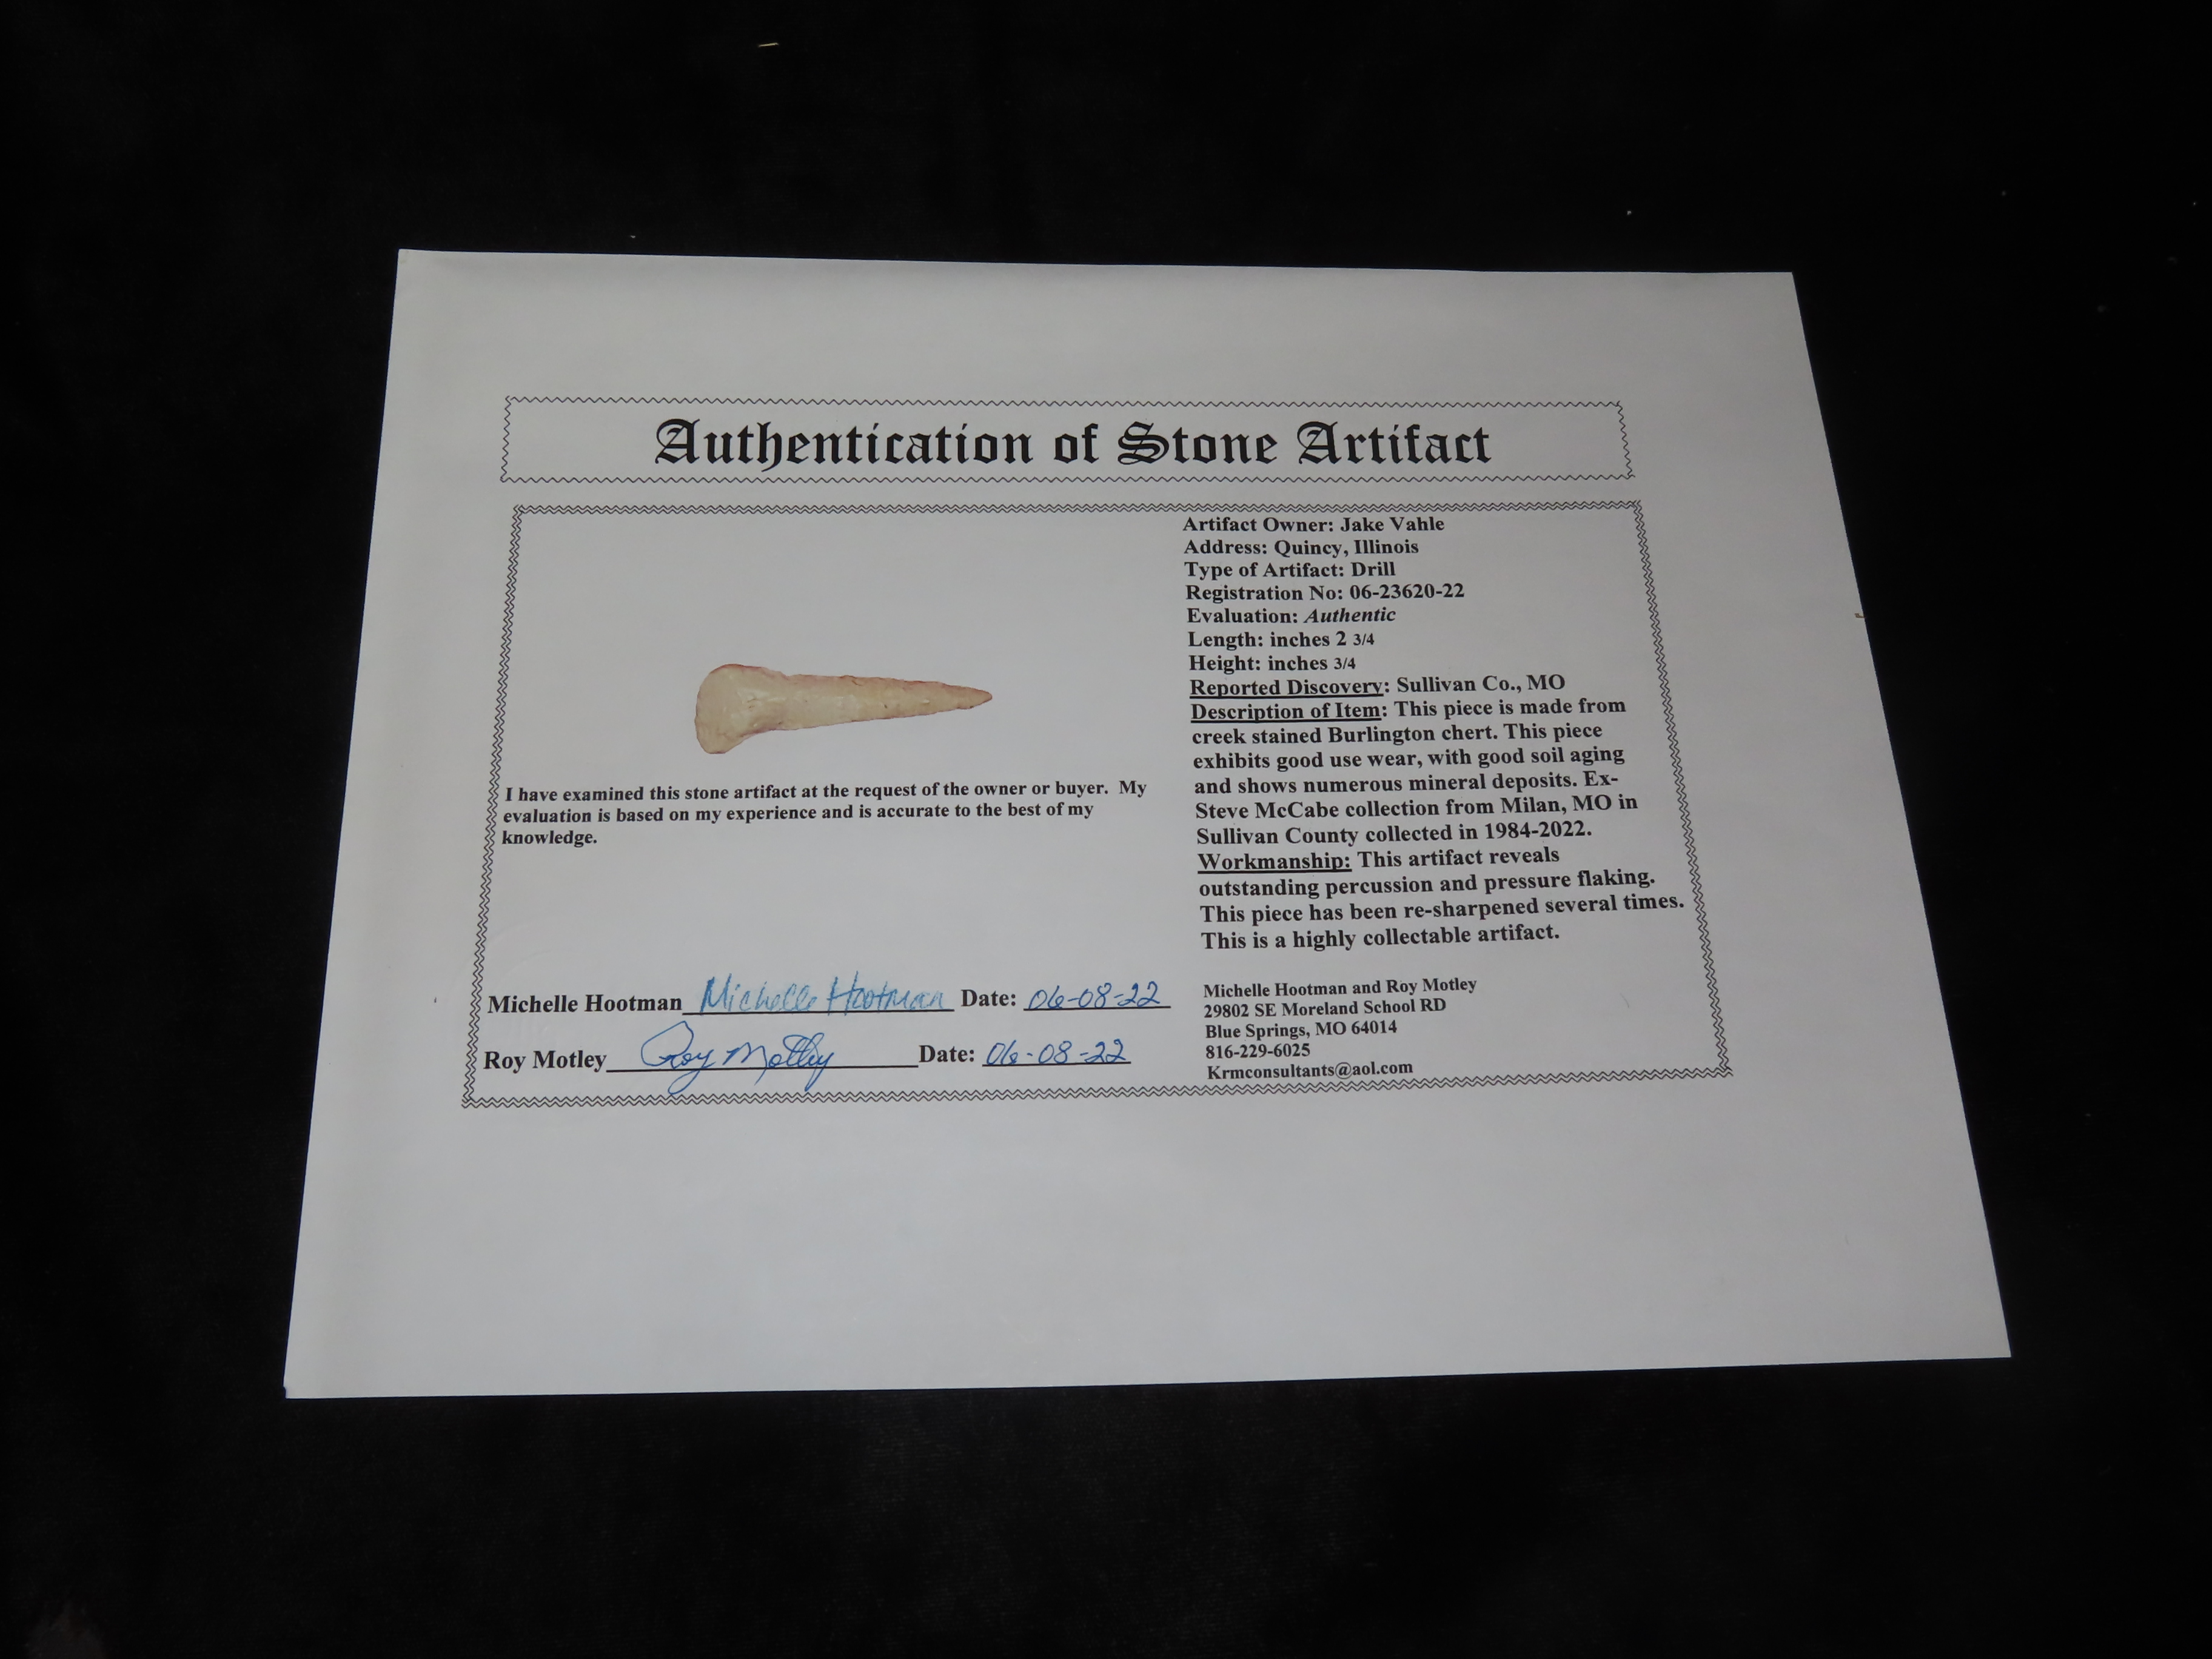 Authentication of Stone Artifact
Artifact Owner: Jake Vahle
Address: Quincy, Illinois
Type of Artifact: Drill
Registration No: 06-23620-22
Evaluation: Authentic
Length: inches 2 3/4
Height: inches 3/4
Reported Discovery: Sullivan Co., MO
Description of Item: This piece is made from
creek stained Burlington chert. This piece
exhibits good use wear, with good soil aging
and shows numerous mineral deposits. Ex-
Steve McCabe collection from Milan, MO in
Sullivan County collected in 1984-2022.
Workmanship: This artifact reveals
outstanding percussion and pressure flaking.
This piece has been re-sharpened several times.
This is a highly collectable artifact.
I have examined this stone artifact at the request of the owner or buyer. My
evaluation is based on my experience and is accurate to the best of my
knowledge.
Michelle Hootman Michelle Hootman Date: 06-08-22
Roy Motley Roy Motley Date: 06-08-22
Michelle Hootman and Roy Motley
29802 SE Moreland School RD
Blue Springs, MO 64014
816-229-6025
Krmconsultants@aol.com